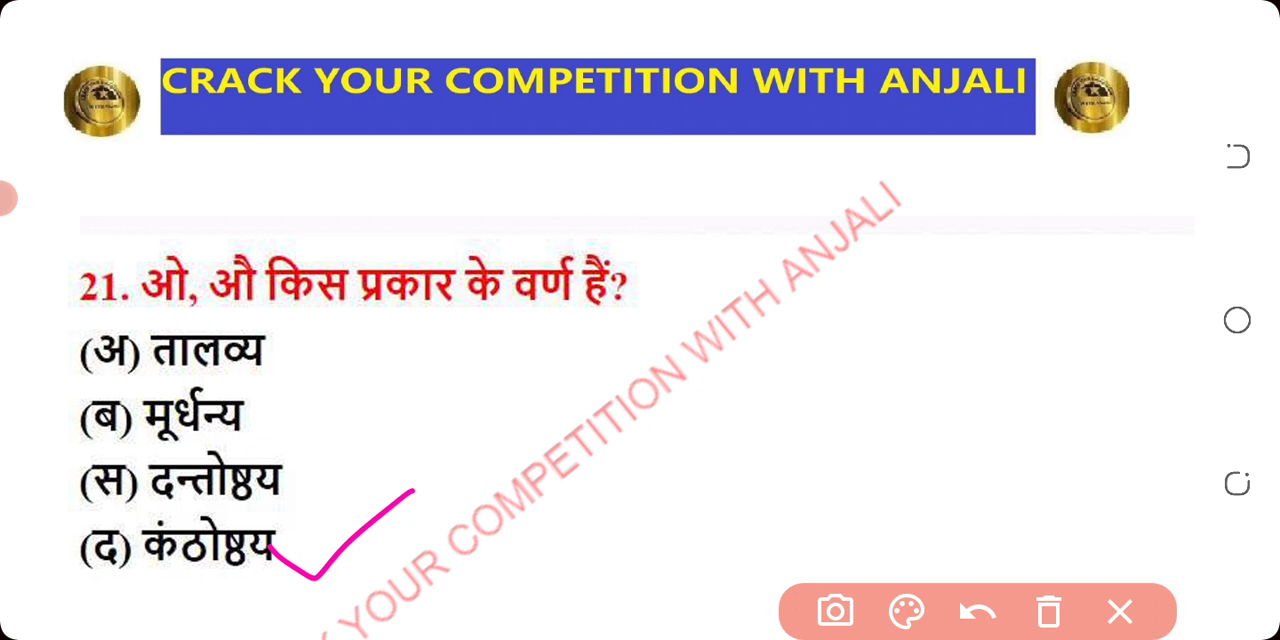 CRACK YOUR COMPETITION WITH ANJALI
21. ओ, औ किस प्रकार के वर्ण हैं?
(अ) तालव्य
(ब) मूर्धन्य
(स) दन्तोष्ठय
(द) कंठोष्ठय
YOUR COMPETITION WITH ANJALI